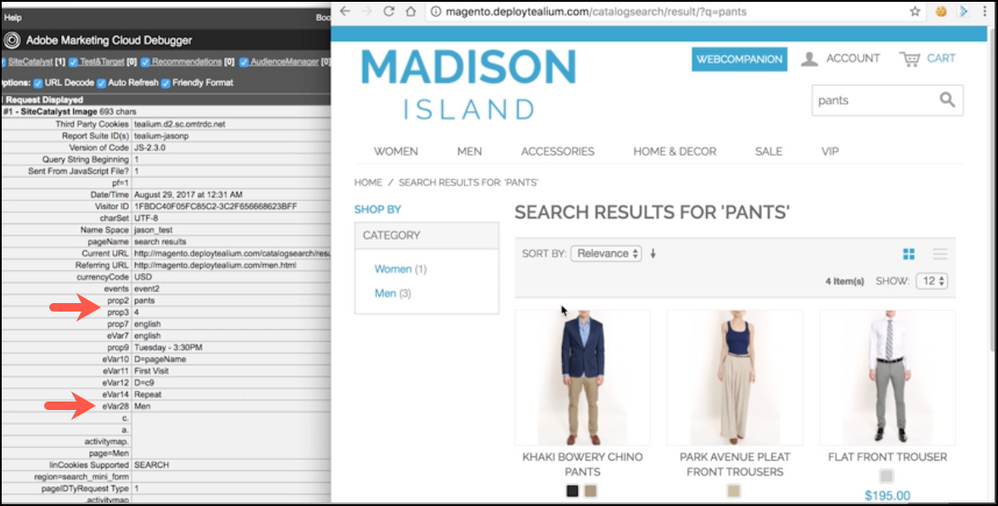 Help
Boo
Adobe Marketing Cloud Debugger
SiteCatalyst [1] Test&Target [0] Recommendations [0] AudienceManager [0]
ptions: URL Decode Auto Refresh Friendly Format
Request Displayed
#1 - SiteCatalyst Image 693 chars
Third Party Cookies tealium.d2.sc.omtrdc.net
Report Suite ID(s) tealium-jasonp
Version of Code JS-2.3.0
Query String Beginning 1
Sent From JavaScript File? 1
pf=1
Date/Time August 29, 2017 at 12:31 AM
Visitor ID 1FBDC40F05FC85C2-3C2F656668623BFF
charSet UTF-8
Name Space jason_test
pageName search results
Current URL http://magento.deploytealium.com/catalogsearch/resu
Referring URL http://magento.deploytealium.com/men.html
currencyCode USD
events event2
prop2 pants
prop3 4
prop7 english
eVar7 english
prop9 Tuesday - 3:30PM
eVar10 D=pageName
eVar11 First Visit
eVar12 D=c9
eVar14 Repeat
eVar28 Men
c.
a.
activitymap.
page=Men
linCookies Supported SEARCH
region=search_mini_form
pageIDTyRequest Type 1
.activitymap
magento.deploytealium.com/catalogsearch/result/?q=pants
MADISON
ISLAND
WEBCOMPANION ACCOUNT CART
pants
WOMEN MEN ACCESSORIES HOME & DECOR SALE VIP
HOME / SEARCH RESULTS FOR: 'PANTS'
SHOP BY
CATEGORY
Women (1)
Men (3)
SEARCH RESULTS FOR 'PANTS'
SORT BY: Relevance
4 Item(s) SHOW: 12
KHAKI BOWERY CHINO
PANTS
PARK AVENUE PLEAT
FRONT TROUSERS
FLAT FRONT TROUSER
$195.00